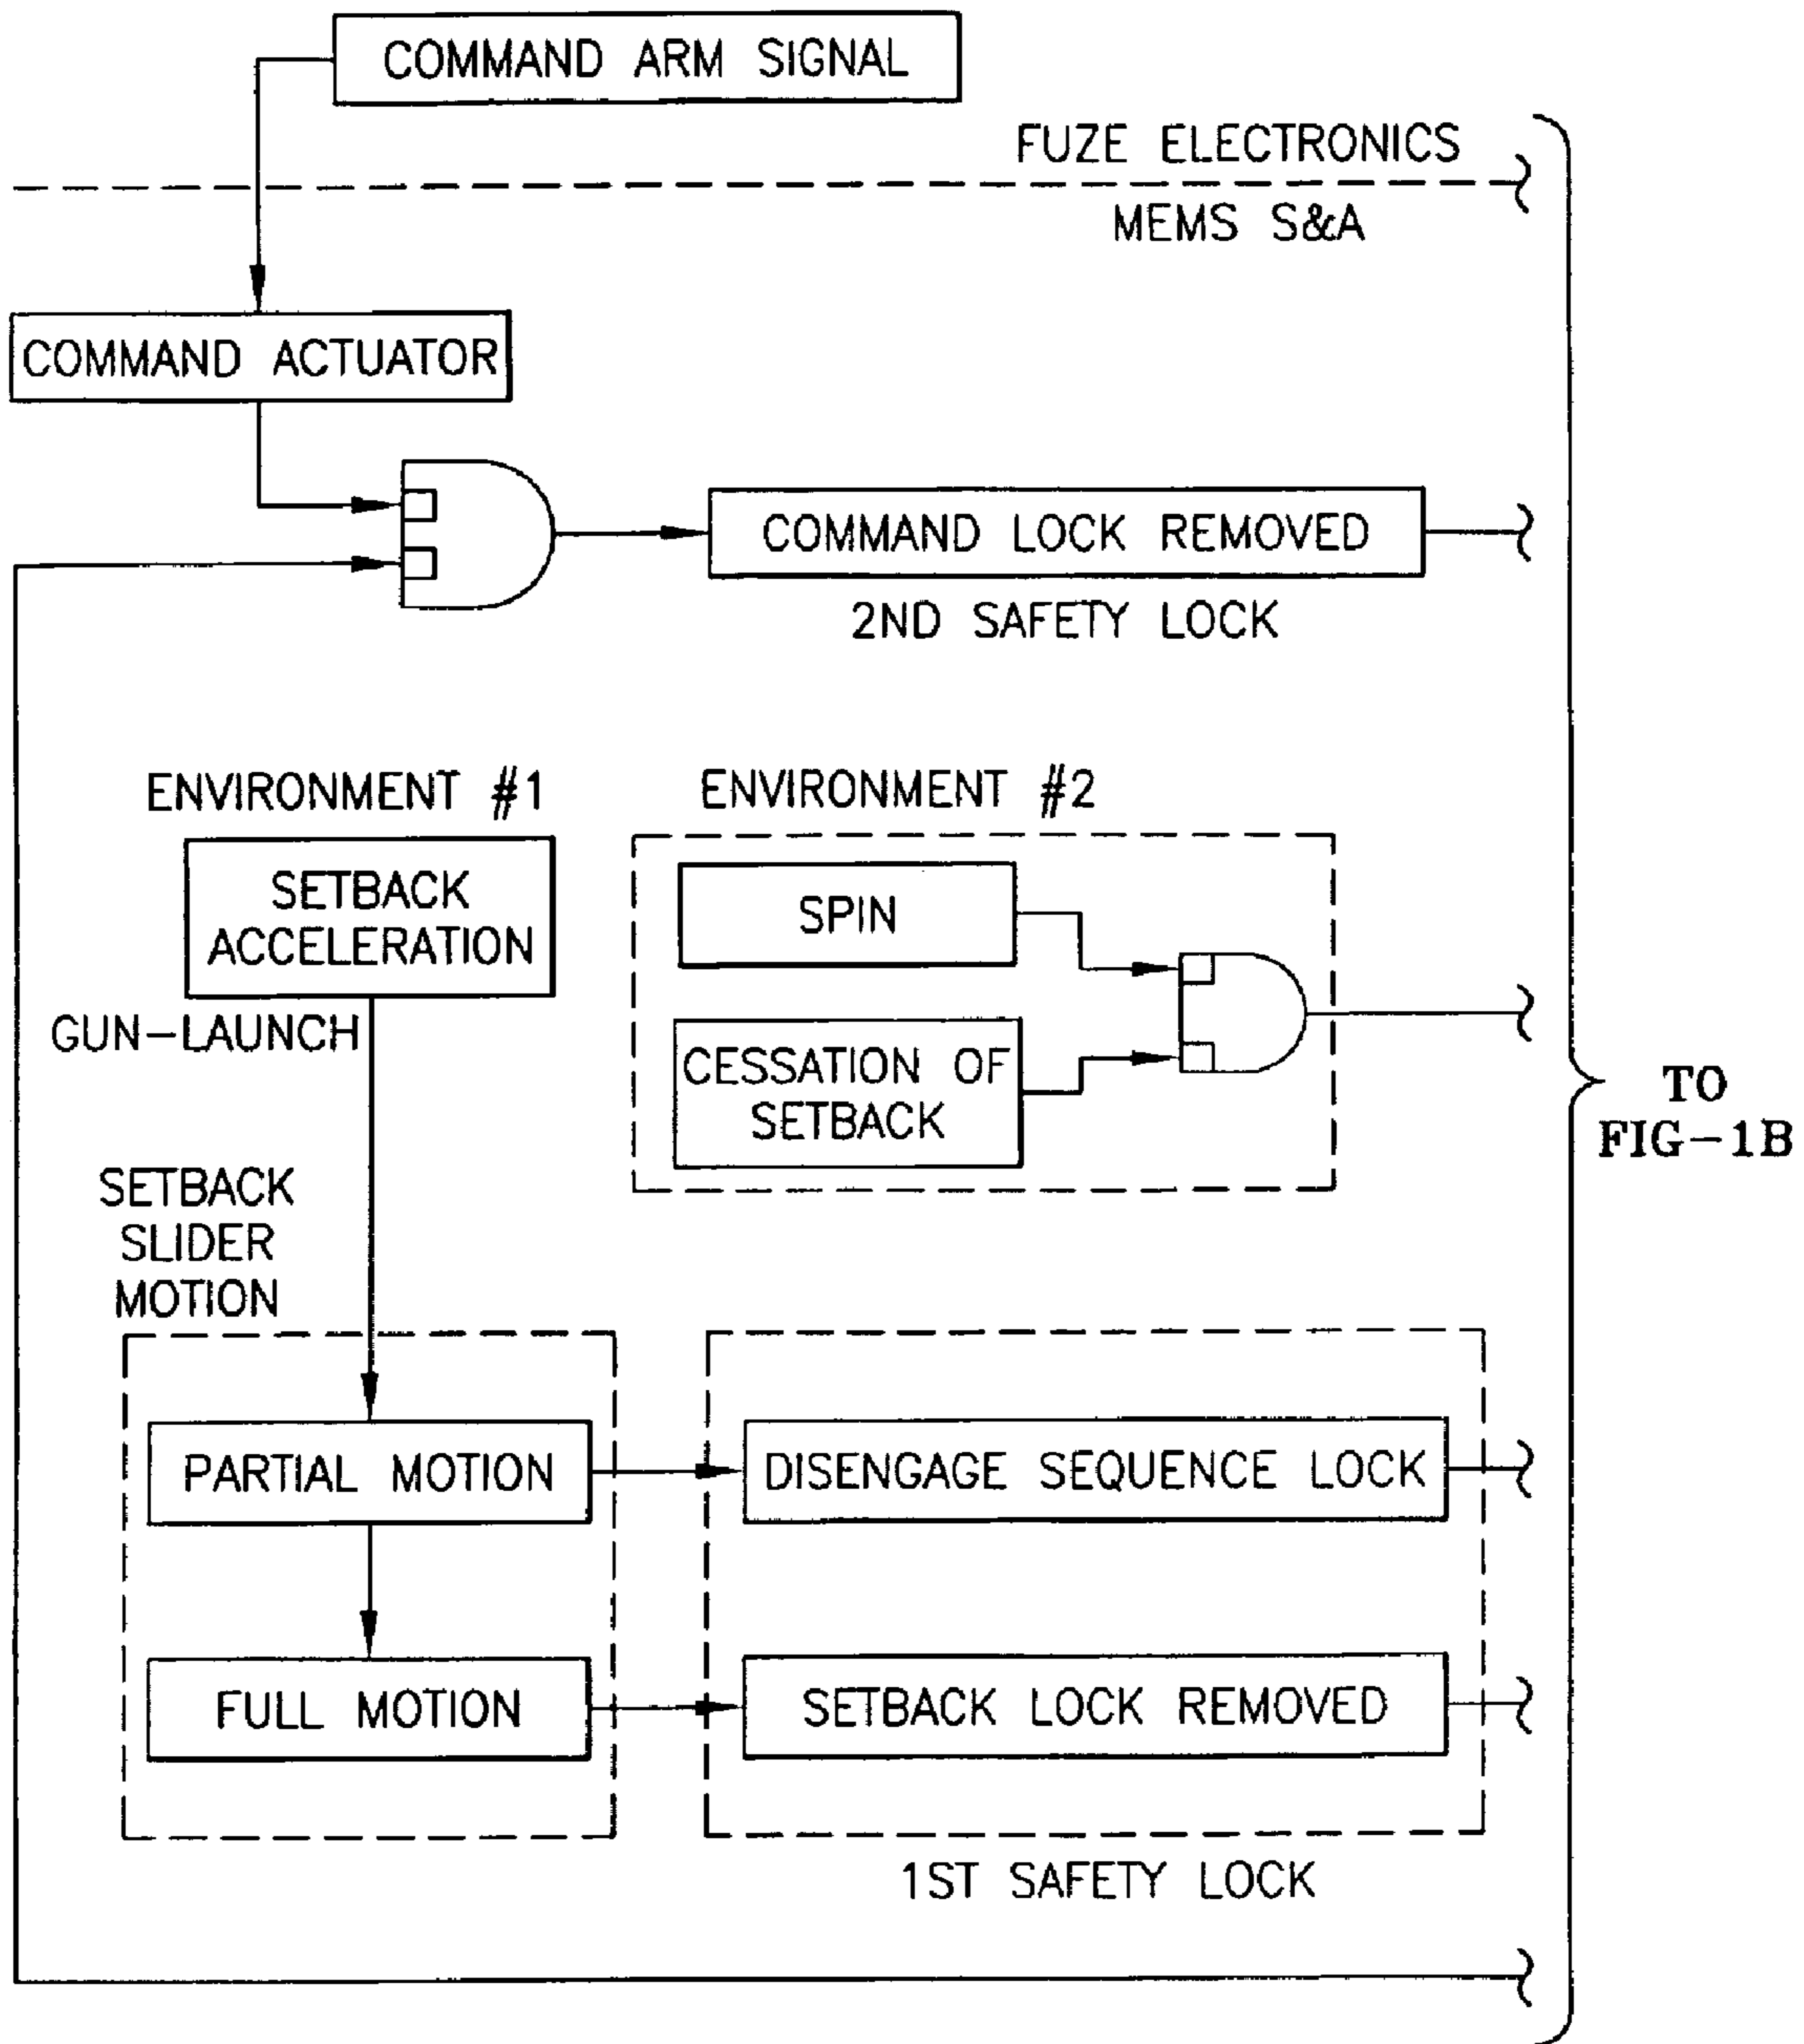 COMMAND ARM SIGNAL
FUZE ELECTRONICS
MEMS S&A
COMMAND ACTUATOR
COMMAND LOCK REMOVED
2ND SAFETY LOCK
ENVIRONMENT #1
ENVIRONMENT #2
SETBACK
ACCELERATION
SPIN
GUN-LAUNCH
CESSATION OF
SETBACK
TO
FIG-1B
SETBACK
SLIDER
MOTION
PARTIAL MOTION
DISENGAGE SEQUENCE LOCK
FULL MOTION
SETBACK LOCK REMOVED
1ST SAFETY LOCK